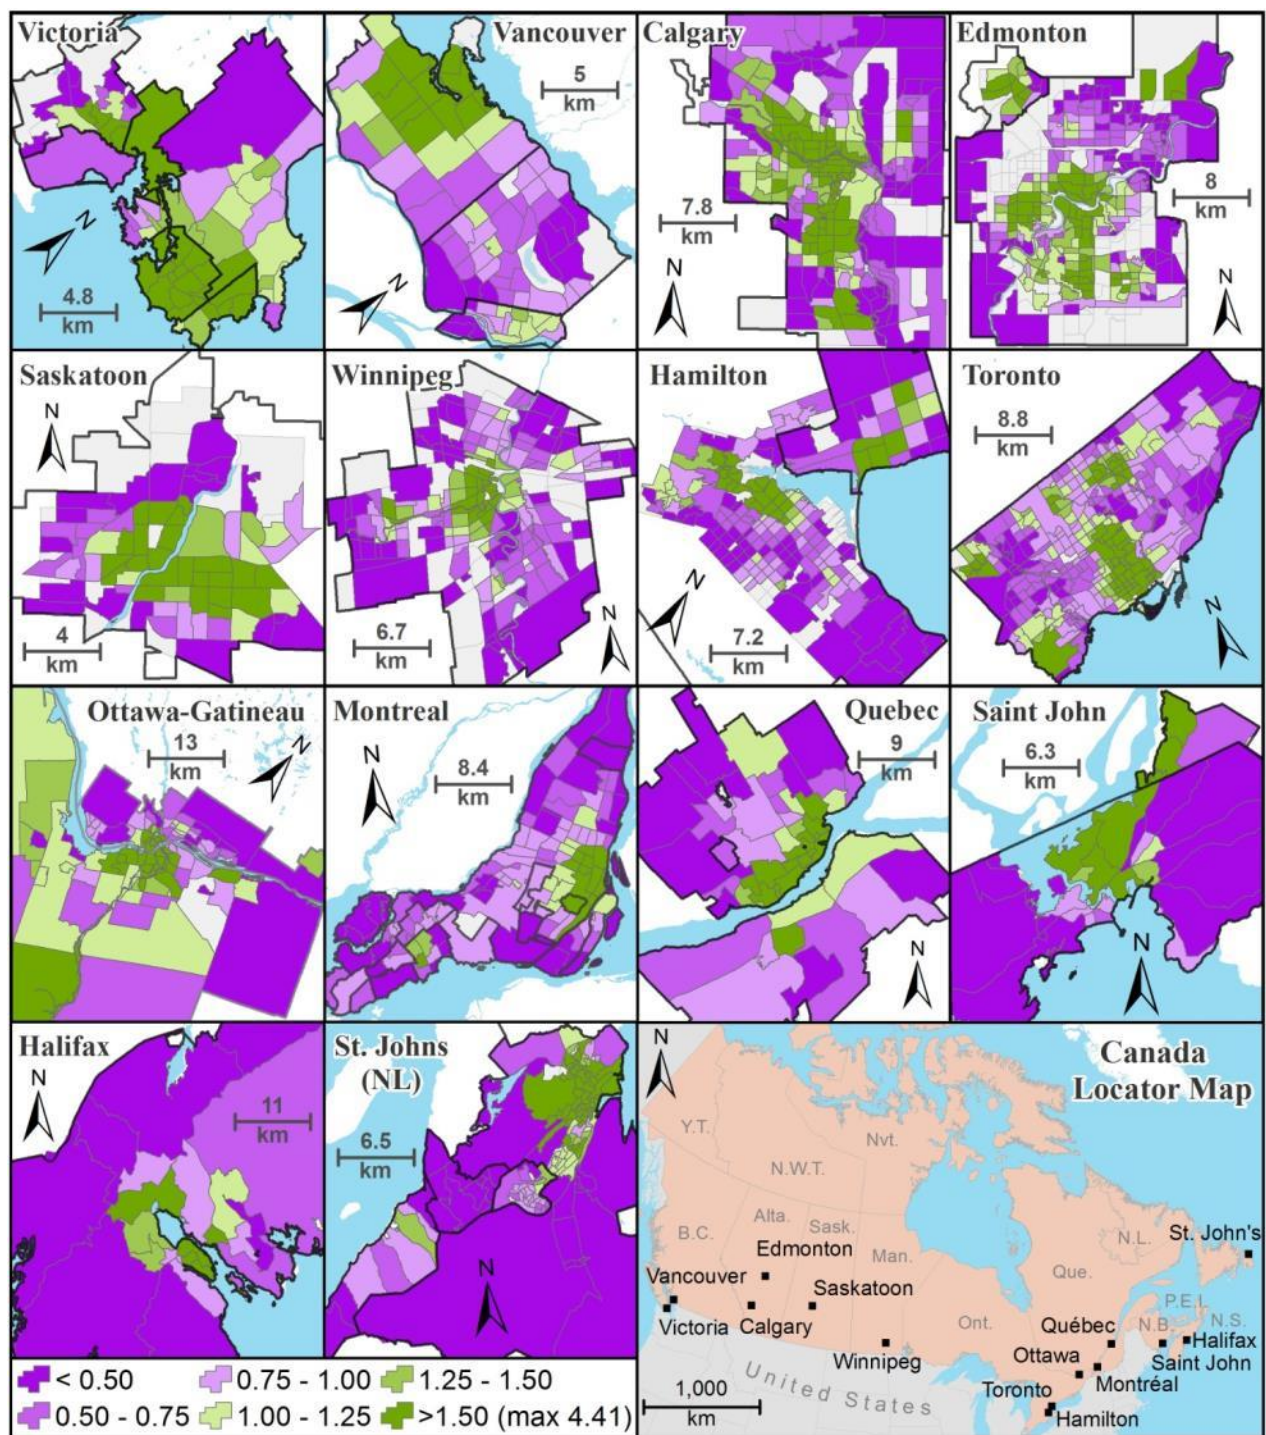 Victoria
N
4.8
km
Vancouver
5
km
N
Calgary
7.8
km
N
Edmonton
8
km
N
Saskatoon
N
4
km
Winnipeg
6.7
km
N
Hamilton
N
7.2
km
Toronto
8.8
km
N
Ottawa-Gatineau
13
km
N
Montreal
N
8.4
km
Quebec
9
km
N
Saint John
6.3
km
N
Halifax
N
11
km
St. Johns
(NL)
6.5
km
N
N
Canada
Locator Map
Y.T.
Nvt.
N.W.T.
B.C.
Alta.
Sask.
Man.
N.L.
Que.
Ont.
P.E.I.
N.B.
N.S.
St. John's
Edmonton
Vancouver
Saskatoon
Victoria
Calgary
Winnipeg
Québec
Halifax
Ottawa
Saint John
Montréal
Toronto
Hamilton
United States
1,000
km
< 0.50
0.75 - 1.00
1.25 - 1.50
0.50 - 0.75
1.00 - 1.25
>1.50 (max 4.41)